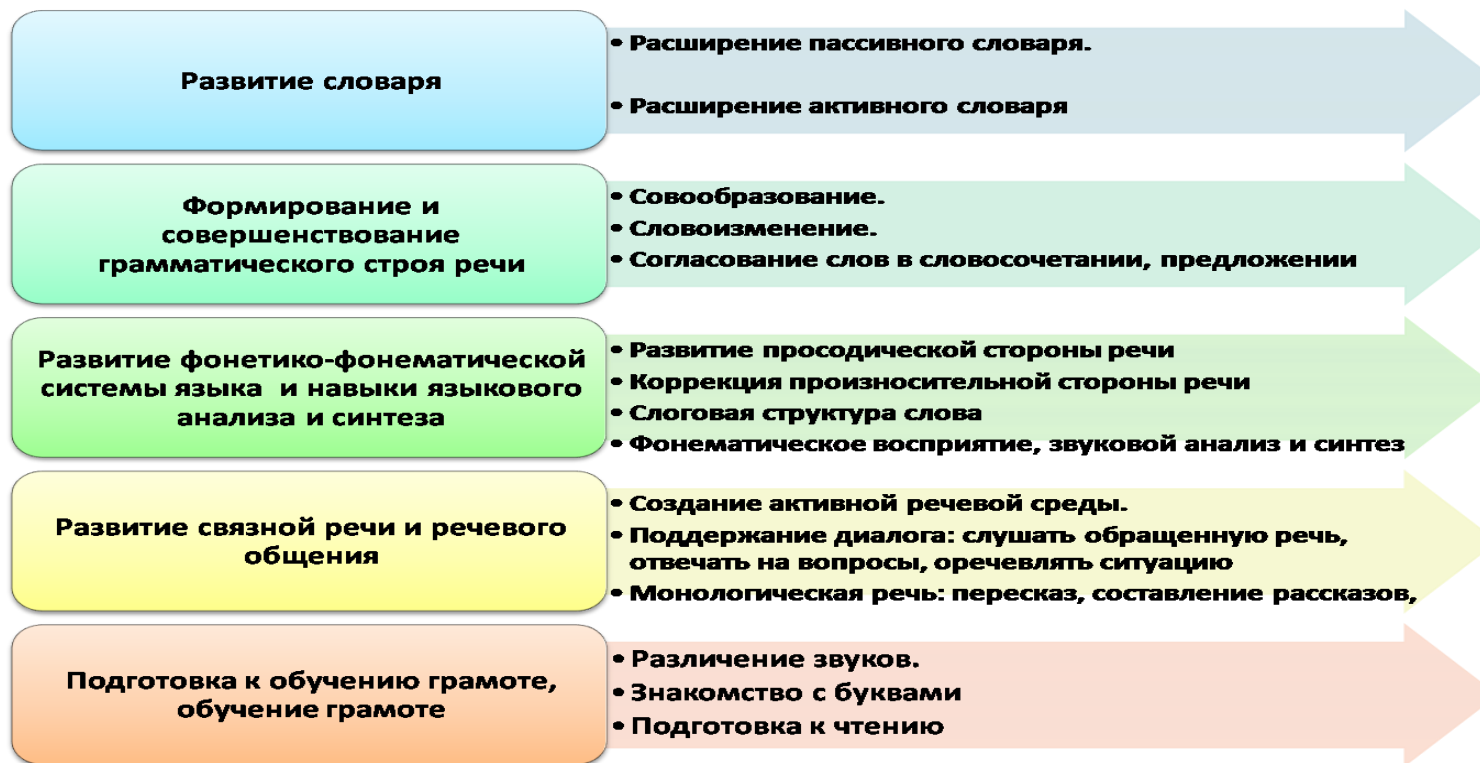 Развитие словаря
• Расширение пассивного словаря.
• Расширение активного словаря
Формирование и
совершенствование
грамматического строя речи
• Совообразование.
• Словоизменение.
• Согласование слов в словосочетании, предложении
Развитие фонетико-фонематической
системы языка и навыки языкового
анализа и синтеза
• Развитие просодической стороны речи
• Коррекция произносительной стороны речи
• Слоговая структура слова
• Фонематическое восприятие, звуковой анализ и синтез
Развитие связной речи и речевого
общения
• Создание активной речевой среды.
• Поддержание диалога: слушать обращенную речь,
отвечать на вопросы, оречевлять ситуацию
• Монологическая речь: пересказ, составление рассказов,
Подготовка к обучению грамоте,
обучение грамоте
• Различение звуков.
• Знакомство с буквами
• Подготовка к чтению